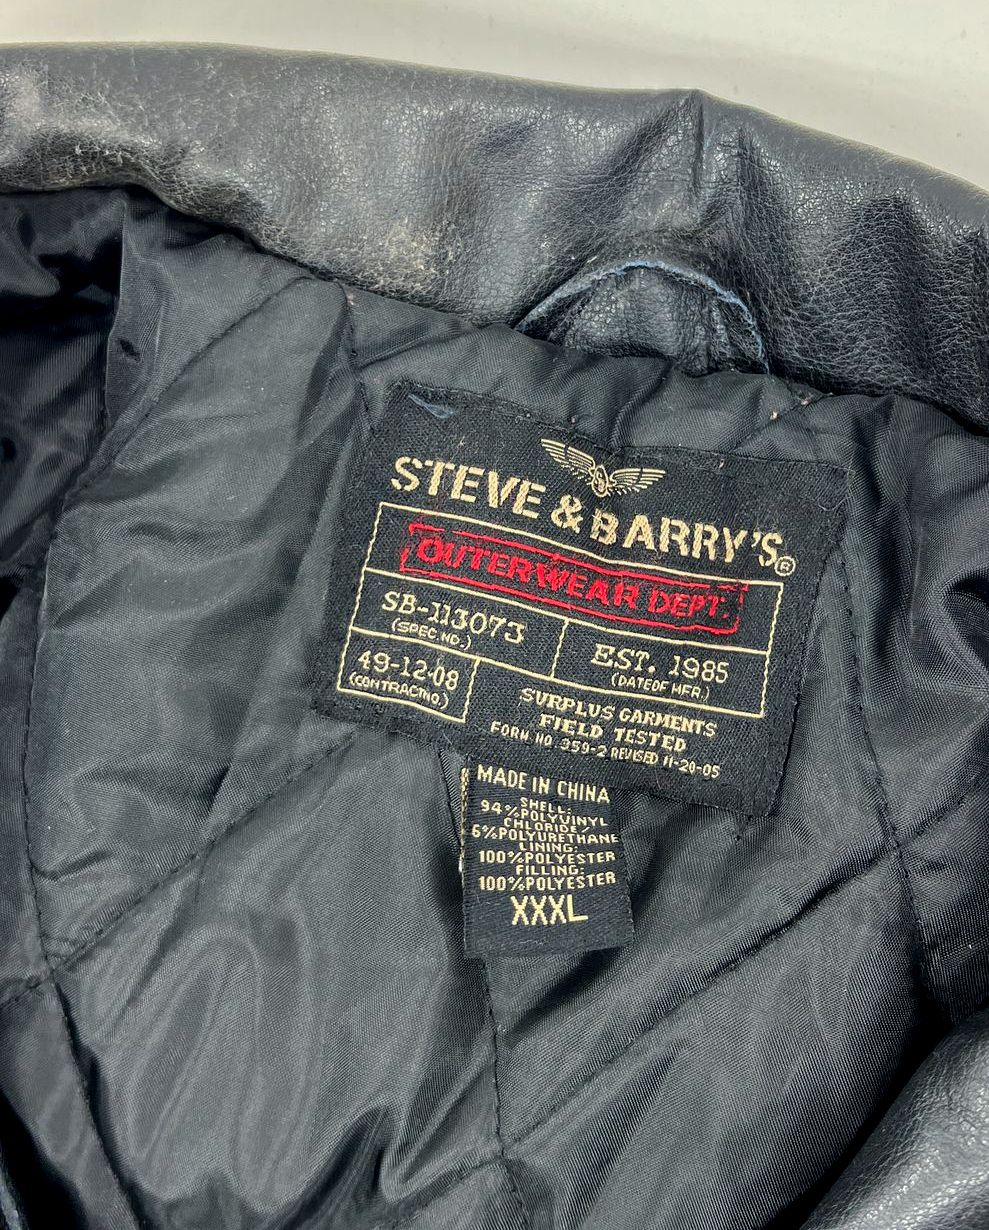 STEVE & BARRY'S®
OUTERWEAR DEPT.
SB-113073
(SPEC. NO.)
EST. 1985
(DATE OF MFR.)
49-12-08
(CONTRACT NO.)
SURPLUS GARMENTS
FIELD TESTED
FORM NO. 359-2 REVISED 11-20-05
MADE IN CHINA
SHELL:
94%POLYVINYL
CHLORIDE/
6%POLYURETHANE
LINING:
100%POLYESTER
FILLING:
100%POLYESTER
XXXL